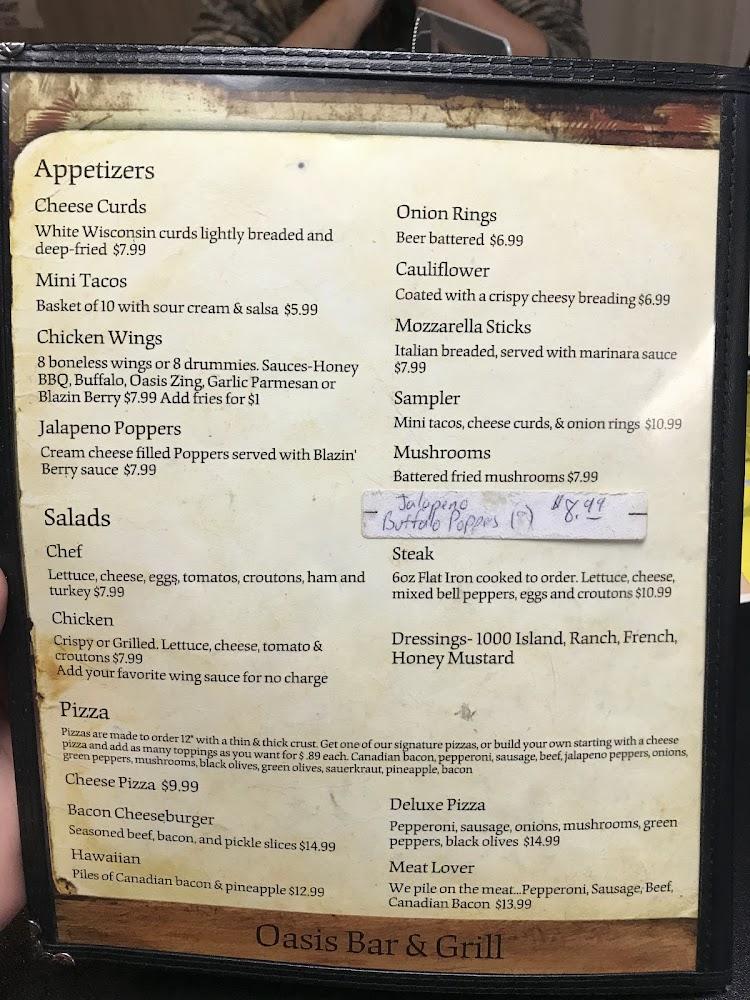 Appetizers
Cheese Curds
White Wisconsin curds lightly breaded and
deep-fried $7.99
Mini Tacos
Basket of 10 with sour cream & salsa $5.99
Chicken Wings
8 boneless wings or 8 drummies. Sauces-Honey
BBQ, Buffalo, Oasis Zing, Garlic Parmesan or
Blazin Berry $7.99 Add fries for $1
Jalapeno Poppers
Cream cheese filled Poppers served with Blazin'
Berry sauce $7.99
Onion Rings
Beer battered $6.99
Cauliflower
Coated with a crispy cheesy breading $6.99
Mozzarella Sticks
Italian breaded, served with marinara sauce
$7.99
Sampler
Mini tacos, cheese curds, & onion rings $10.99
Mushrooms
Battered fried mushrooms $7.99
Jalapeno
Buffalo Poppers $8.99
Salads
Chef
Lettuce, cheese, eggs, tomatos, croutons, ham and
turkey $7.99
Chicken
Crispy or Grilled. Lettuce, cheese, tomato &
croutons $7.99
Add your favorite wing sauce for no charge
Steak
6oz Flat Iron cooked to order. Lettuce, cheese,
mixed bell peppers, eggs and croutons $10.99
Dressings- 1000 Island, Ranch, French,
Honey Mustard
Pizza
Pizzas are made to order 12" with a thin & thick crust. Get one of our signature pizzas, or build your own starting with a cheese
pizza and add as many toppings as you want for $ .89 each. Canadian bacon, pepperoni, sausage, beef, jalapeno peppers, onions,
green peppers, mushrooms, black olives, green olives, sauerkraut, pineapple, bacon
Cheese Pizza $9.99
Bacon Cheeseburger
Seasoned beef, bacon, and pickle slices $14.99
Hawaiian
Piles of Canadian bacon & pineapple $12.99
Deluxe Pizza
Pepperoni, sausage, onions, mushrooms, green
peppers, black olives $14.99
Meat Lover
We pile on the meat...Pepperoni, Sausage, Beef,
Canadian Bacon $13.99
Oasis Bar & Grill